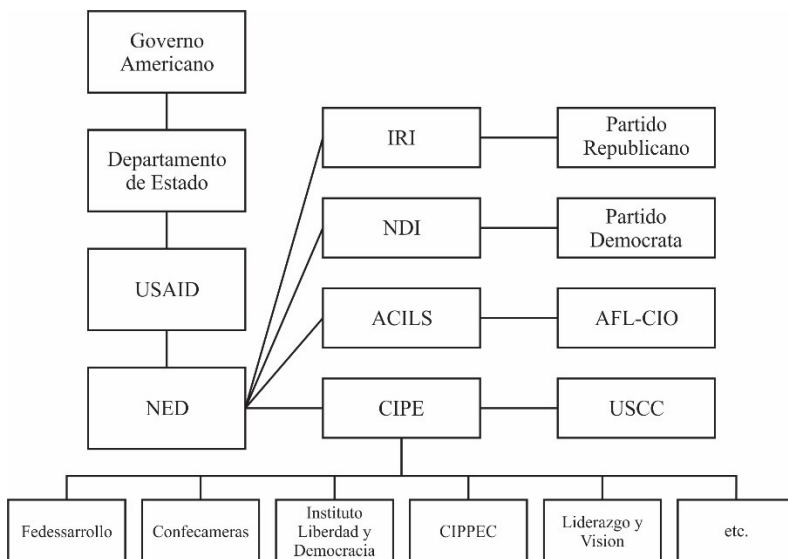 Governo
Americano
Departamento
de Estado
USAID
NED
IRI
Partido
Republicano
NDI
Partido
Democrata
ACILS
AFL-CIO
CIPE
USCC
Fedessarrollo
Confecameras
Instituto
Liberdad y
Democracia
CIPPEC
Liderazgo y
Vision
etc.